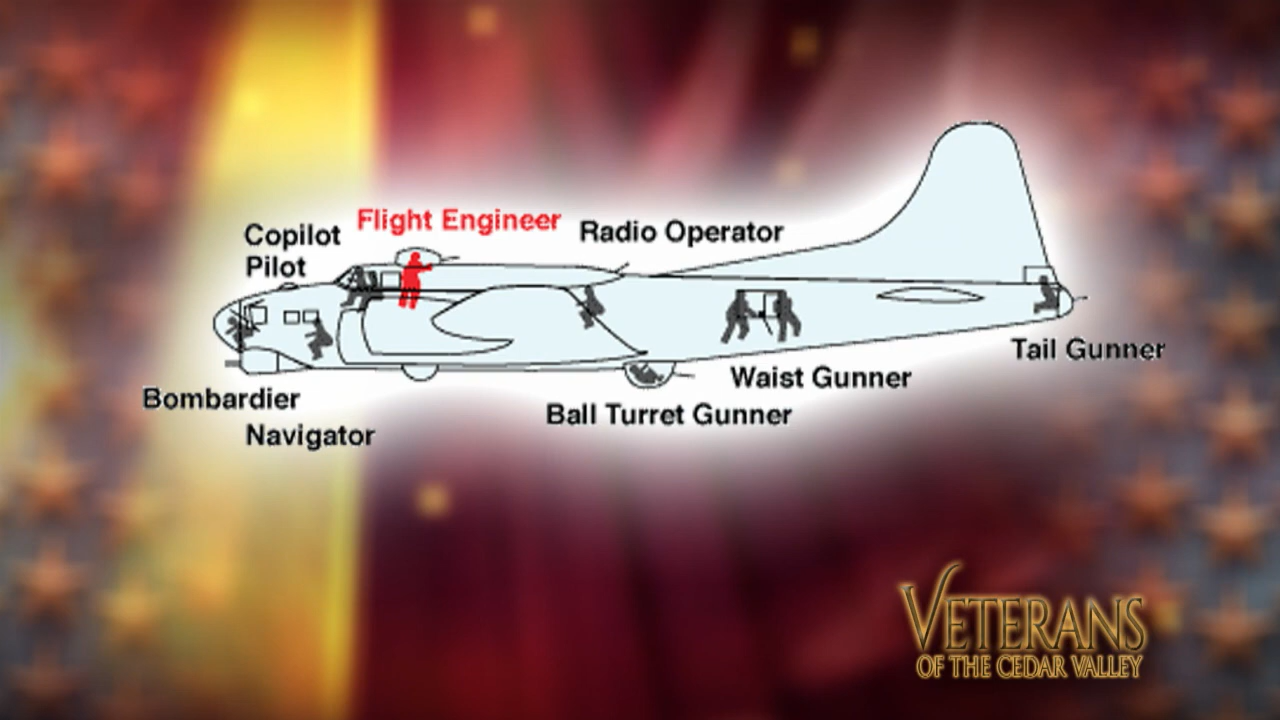 Flight Engineer
Copilot
Pilot
Radio Operator
Bombardier
Navigator
Ball Turret Gunner
Waist Gunner
Tail Gunner
VETERANS
OF THE CEDAR VALLEY